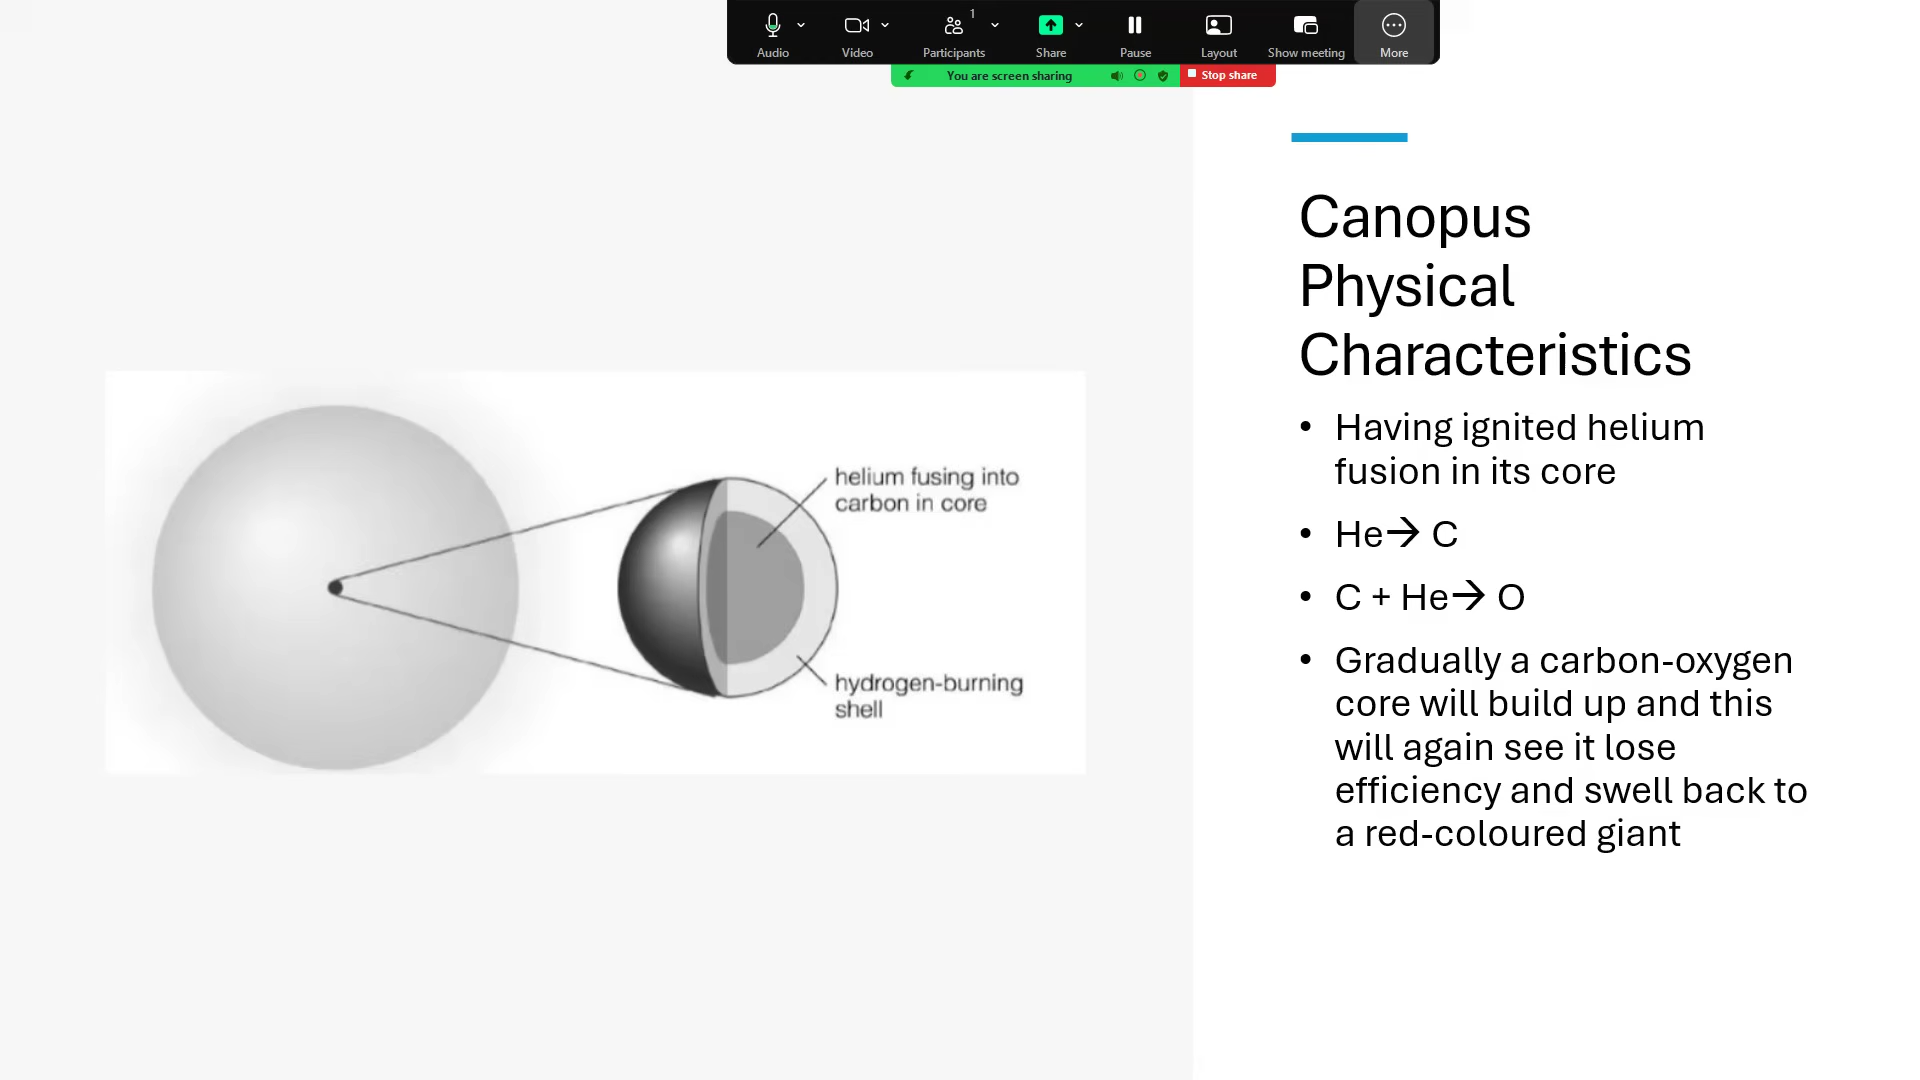 1
Audio
Video
Participants
Share
Pause
Layout
Show meeting
More
You are screen sharing
Stop share
Canopus
Physical
Characteristics
• Having ignited helium
fusion in its core
• He→ C
• C + He→ O
• Gradually a carbon-oxygen
core will build up and this
will again see it lose
efficiency and swell back to
a red-coloured giant
helium fusing into
carbon in core
hydrogen-burning
shell